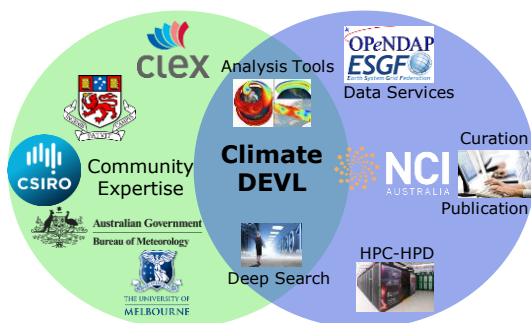 clex
Analysis Tools
OPeNDAP
ESGF
Earth System Grid Federation
Data Services
Climate
DEVL
Community
Expertise
CSIRO
NCI
AUSTRALIA
Curation
Publication
Australian Government
Bureau of Meteorology
Deep Search
HPC-HPD
THE UNIVERSITY OF
MELBOURNE